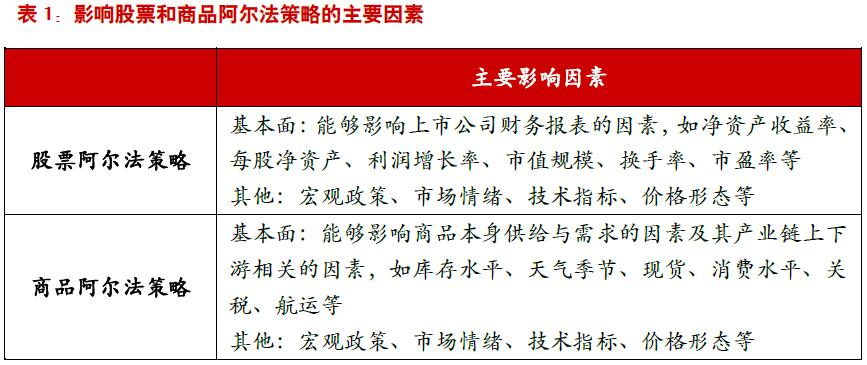 表 1：影响股票和商品阿尔法策略的主要因素
主要影响因素
股票阿尔法策略
基本面：能够影响上市公司财务报表的因素，如净资产收益率、
每股净资产、利润增长率、市值规模、换手率、市盈率等
其他：宏观政策、市场情绪、技术指标、价格形态等
商品阿尔法策略
基本面：能够影响商品本身供给与需求的因素及其产业链上下
游相关的因素，如库存水平、天气季节、现货、消费水平、关
税、航运等
其他：宏观政策、市场情绪、技术指标、价格形态等